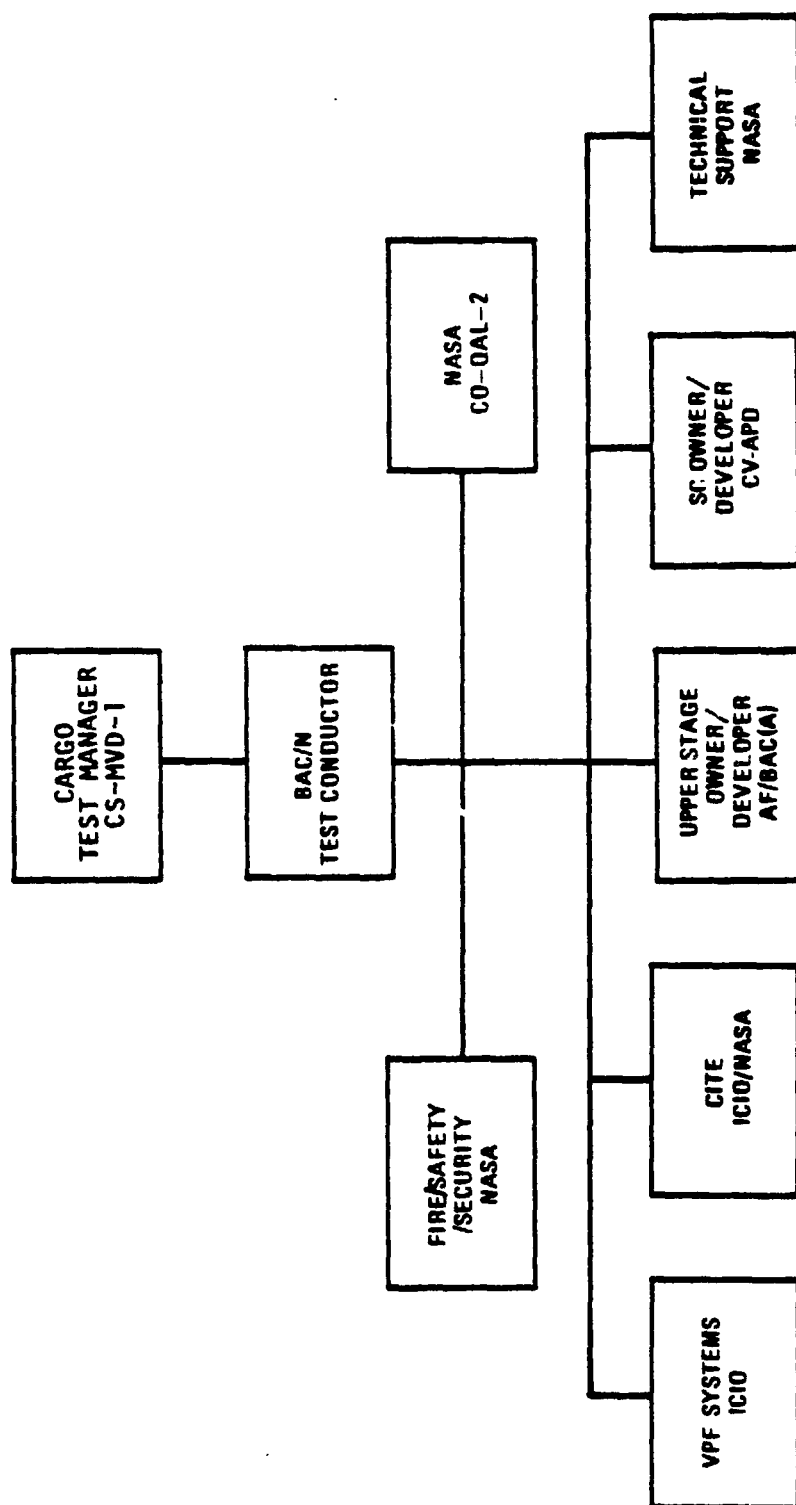 CARGO
TEST MANAGER
CS-MVD-1
BAC/N
TEST CONDUCTOR
FIRE/SAFETY
/SECURITY
NASA
NASA
CO-QAL-2
VPF SYSTEMS
ICIO
CITE
ICIO/NASA
UPPER STAGE
OWNER/
DEVELOPER
AF/BAC(A)
SC OWNER/
DEVELOPER
CV-APD
TECHNICAL
SUPPORT
NASA